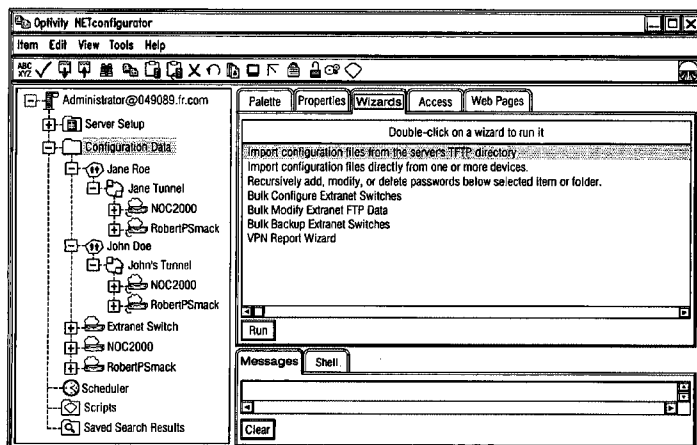 Optivity NETconfigurator
Item Edit View Tools Help
ABC
XYZ
Administrator@049089.fr.com
Server Setup
Configuration Data
Jane Roe
Jane Tunnel
NOC2000
RobertPSmack
John Doe
John's Tunnel
NOC2000
RobertPSmack
Extranet Switch
NOC2000
RobertPSmack
Scheduler
Scripts
Saved Search Results
Palette Properties Wizards Access Web Pages
Double-click on a wizard to run it
Import configuration files from the server's TFTP directory
Import configuration files directly from one or more devices.
Recursively add, modify, or delete passwords below selected item or folder.
Bulk Configure Extranet Switches
Bulk Modify Extranet FTP Data
Bulk Backup Extranet Switches
VPN Report Wizard
Run
Messages Shell.
Clear